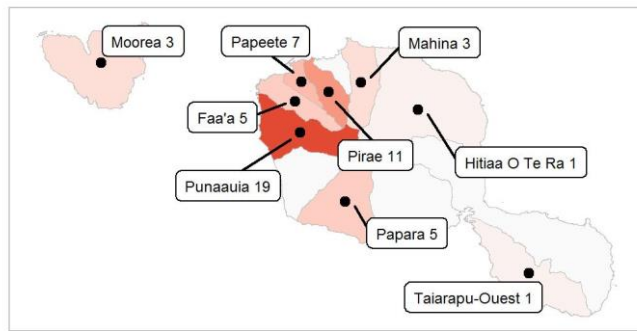 Moorea 3
Papeete 7
Mahina 3
Faa'a 5
Pirae 11
Hitiaa O Te Ra 1
Punaauia 19
Papara 5
Taiarapu-Ouest 1